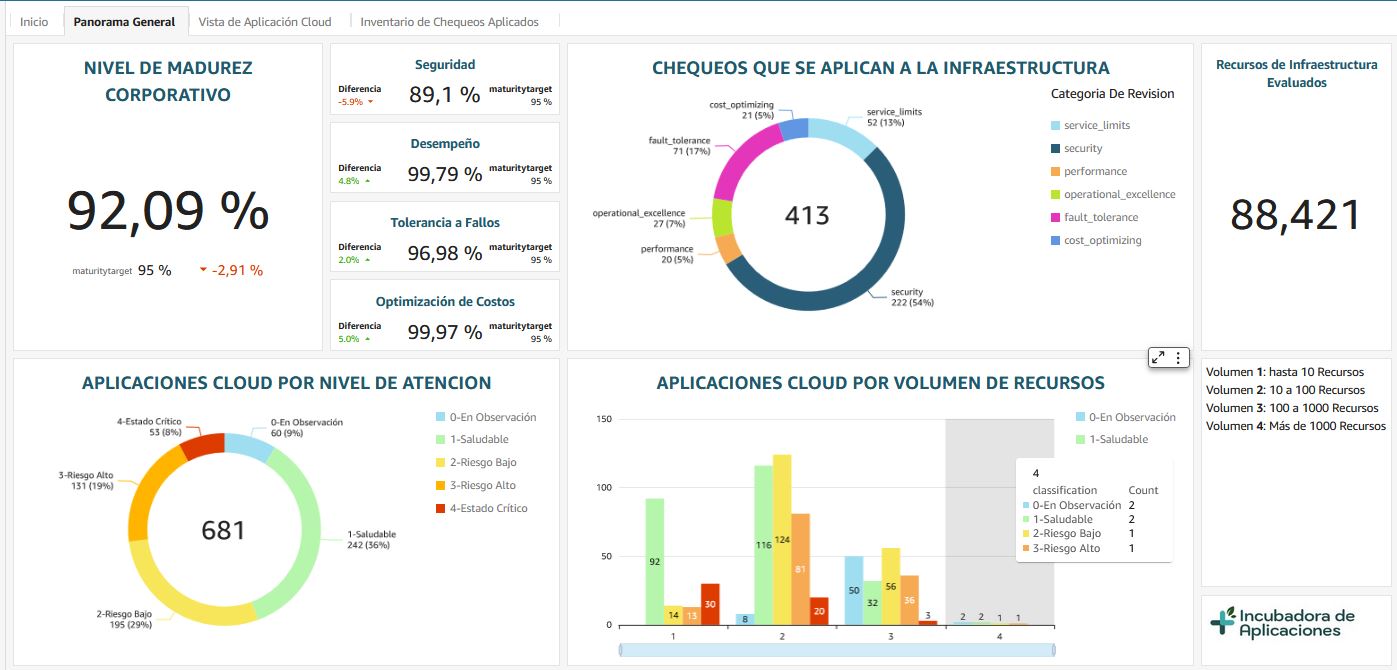 Inicio
Panorama General
Vista de Aplicación Cloud
Inventario de Chequeos Aplicados
NIVEL DE MADUREZ
CORPORATIVO
92,09 %
maturitytarget 95 % -2,91 %
Seguridad
Diferencia
-5.9%
89,1 %
maturitytarget
95 %
Desempeño
Diferencia
4.8%
99,79 %
maturitytarget
95 %
Tolerancia a Fallos
Diferencia
2.0%
96,98 %
maturitytarget
95 %
Optimización de Costos
Diferencia
5.0%
99,97 %
maturitytarget
95 %
CHEQUEOS QUE SE APLICAN A LA INFRAESTRUCTURA
cost_optimizing
21 (5%)
service_limits
52 (13%)
fault_tolerance
71 (17%)
operational_excellence
27 (7%)
performance
20 (5%)
security
222 (54%)
413
Categoria De Revision
service_limits
security
performance
operational_excellence
fault_tolerance
cost_optimizing
Recursos de Infraestructura
Evaluados
88,421
APLICACIONES CLOUD POR NIVEL DE ATENCION
4-Estado Crítico
53 (8%)
0-En Observación
60 (9%)
3-Riesgo Alto
131 (19%)
1-Saludable
242 (36%)
2-Riesgo Bajo
195 (29%)
681
0-En Observación
1-Saludable
2-Riesgo Bajo
3-Riesgo Alto
4-Estado Crítico
APLICACIONES CLOUD POR VOLUMEN DE RECURSOS
150
100
50
0
92
14
13
30
8
116
124
81
20
50
32
56
36
3
2
2
1
1
1
2
3
4
0-En Observación
1-Saludable
4
classification Count
0-En Observación 2
1-Saludable 2
2-Riesgo Bajo 1
3-Riesgo Alto 1
Volumen 1: hasta 10 Recursos
Volumen 2: 10 a 100 Recursos
Volumen 3: 100 a 1000 Recursos
Volumen 4: Más de 1000 Recursos
Incubadora de
Aplicaciones